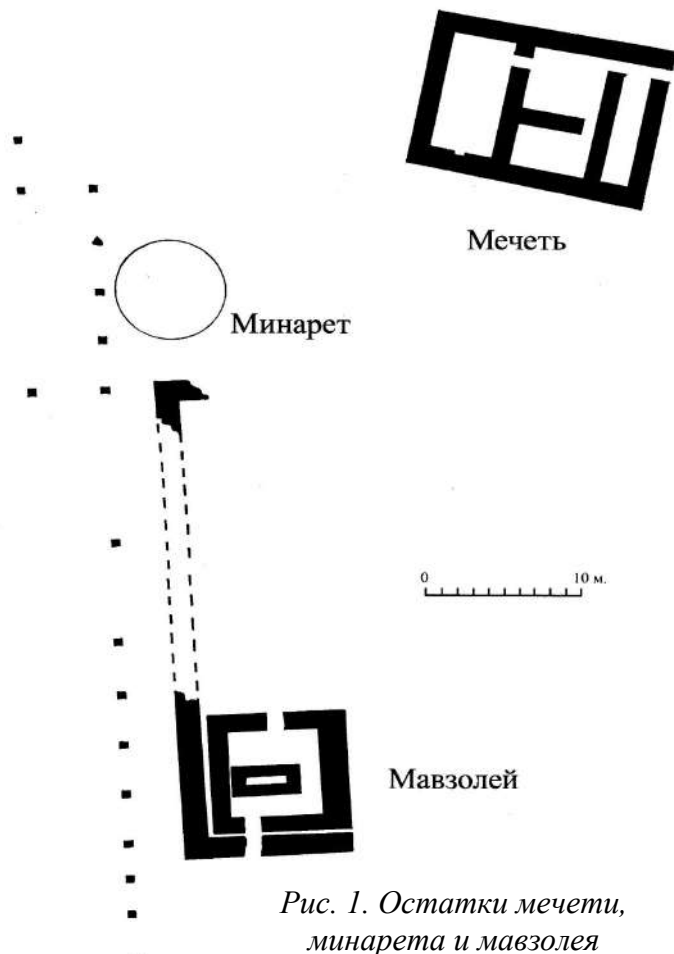 Мечеть
Минарет
0 10 м.
Мавзолей
Рис. 1. Остатки мечети,
минарета и мавзолея